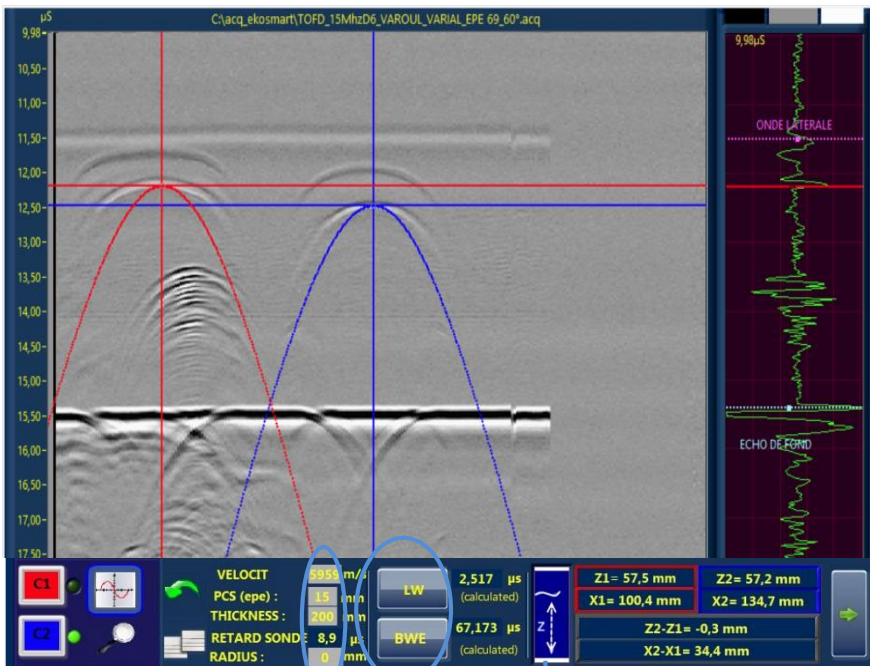 µS
C:\acq_ekosmart\TOFD_15MhzD6_VAROUL_VARIAL_EPE 69_60°.acq
9,98-
10,50-
11,00-
11,50-
12,00-
12,50-
13,00-
13,50-
14,00-
14,50-
15,00-
15,50-
16,00-
16,50-
17,00-
17,50
9,98µS
ONDE LATERALE
ECHO DE FOND
C1
C2
VELOCIT 5959 m/s
PCS (epe) : 15 mm
THICKNESS : 200 mm
RETARD SONDE 8,9 µs
RADIUS : 0 mm
LW
2,517 µs
(calculated)
BWE
67,173 µs
(calculated)
Z
Z1= 57,5 mm
Z2= 57,2 mm
X1= 100,4 mm
X2= 134,7 mm
Z2-Z1= -0,3 mm
X2-X1= 34,4 mm